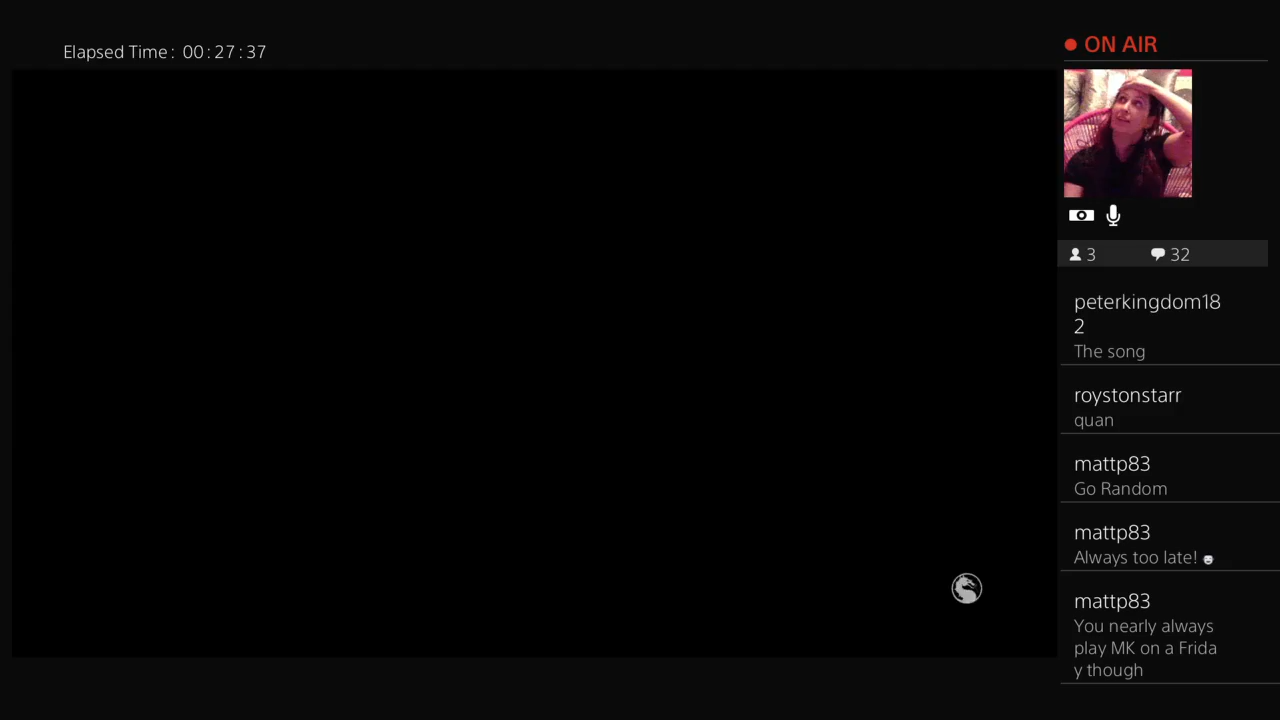 Elapsed Time: 00:27:37
ON AIR
3 32
peterkingdom18
2
The song
roystonstarr
quan
mattp83
Go Random
mattp83
Always too late!
mattp83
You nearly always
play MK on a Frida
y though